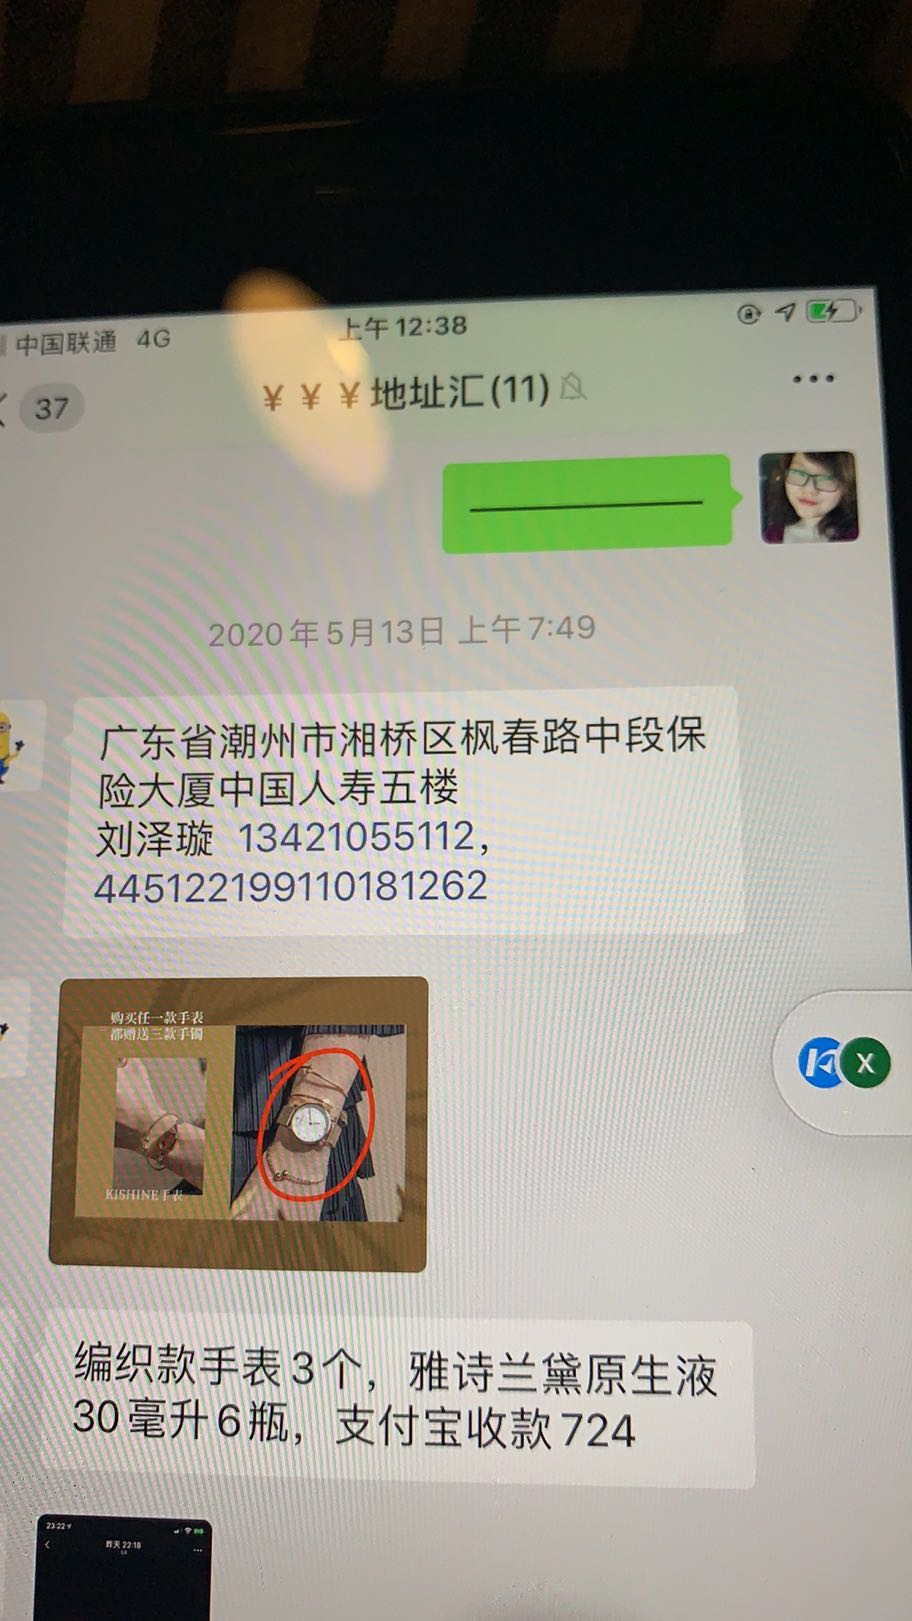 中国联通 4G
上午12:38
37
¥ ¥ ¥地址汇(11)
2020年5月13日 上午7:49
广东省潮州市湘桥区枫春路中段保
险大厦中国人寿五楼
刘泽璇 13421055112，
445122199110181262
购买任一款手表
都赠送三款手镯
KISHINE手表
X
编织款手表3个，雅诗兰黛原生液
30毫升6瓶，支付宝收款724
23:22
昨天 22:18